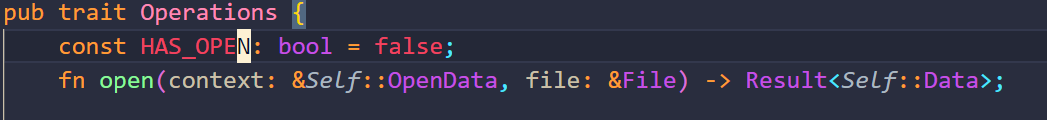 pub trait Operations {
    const HAS_OPEN: bool = false;
    fn open(context: &Self::OpenData, file: &File) -> Result<Self::Data>;